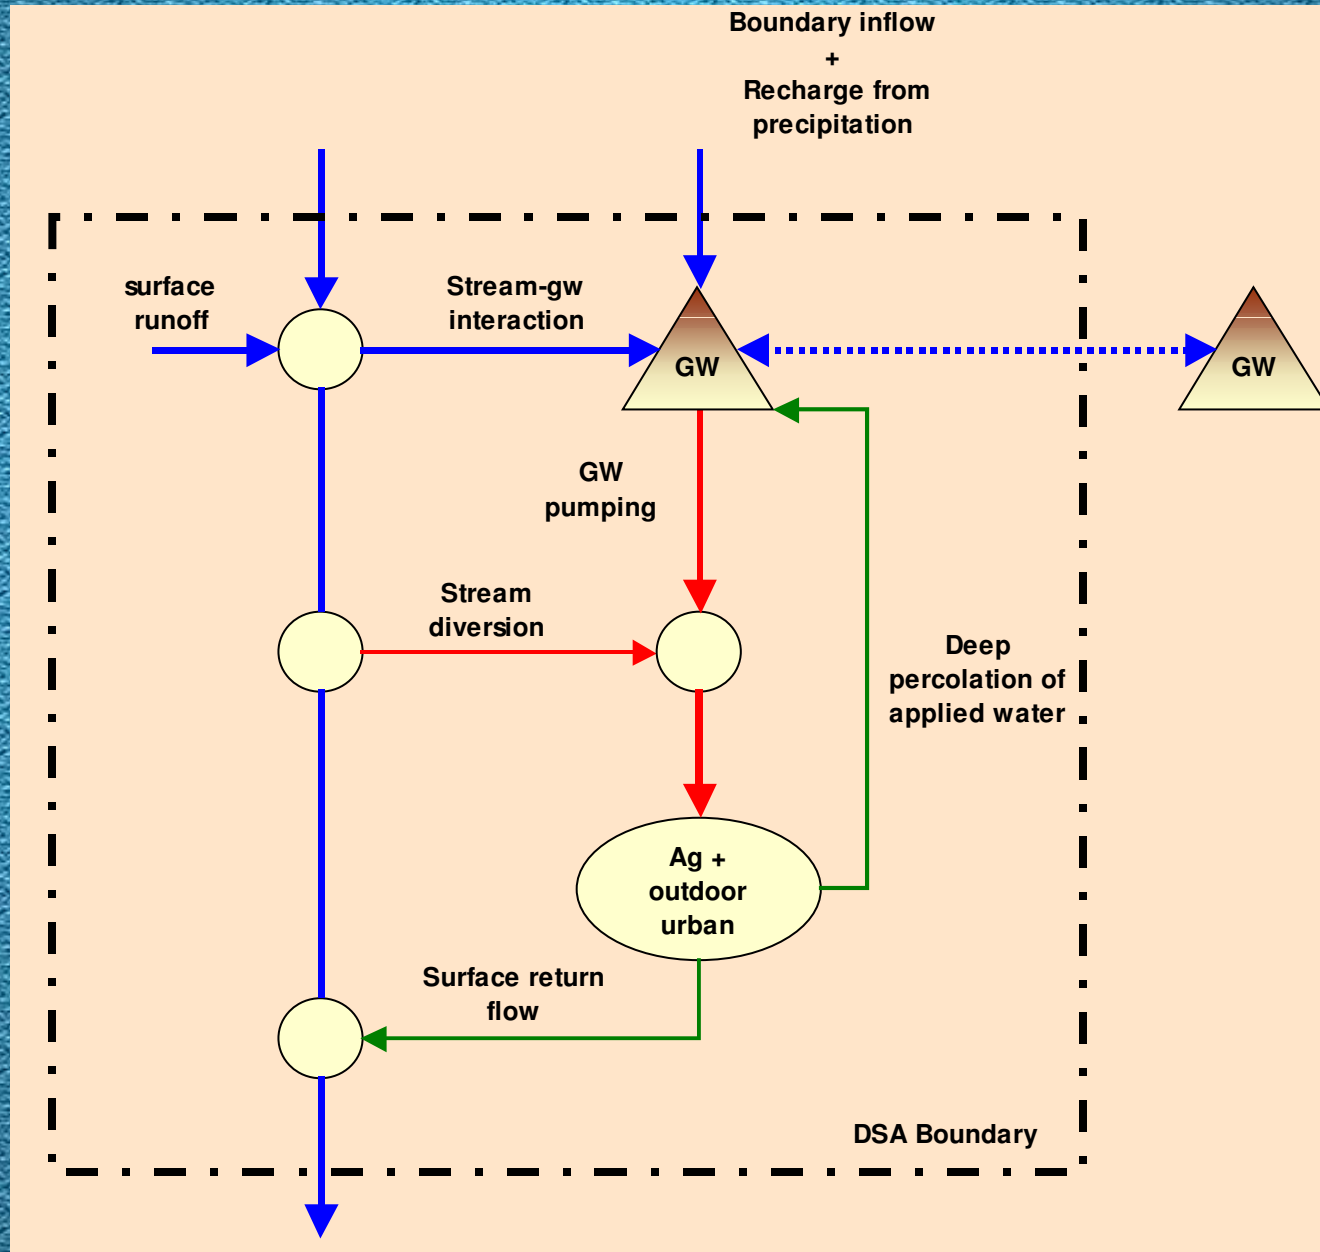 Boundary inflow
+
Recharge from
precipitation
surface
runoff
Stream-gw
interaction
GW
GW
GW
pumping
Stream
diversion
Deep
percolation of
applied water
Ag +
outdoor
urban
Surface return
flow
DSA Boundary